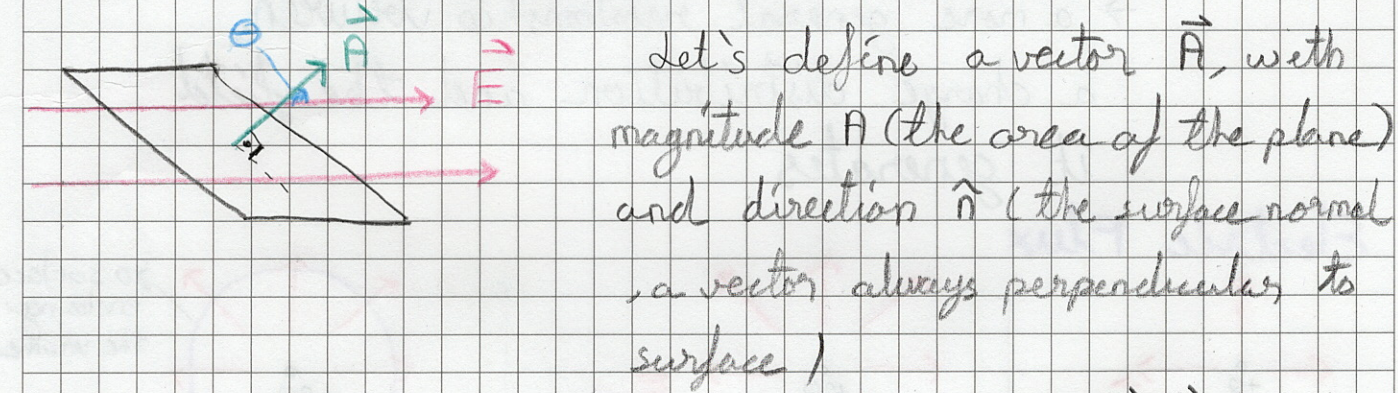 θ
A⃗
E⃗
Let's define a vector A⃗, with
magnitude A (the area of the plane)
and direction n̂ (the surface normal
, a vector always perpendicular to
surface)